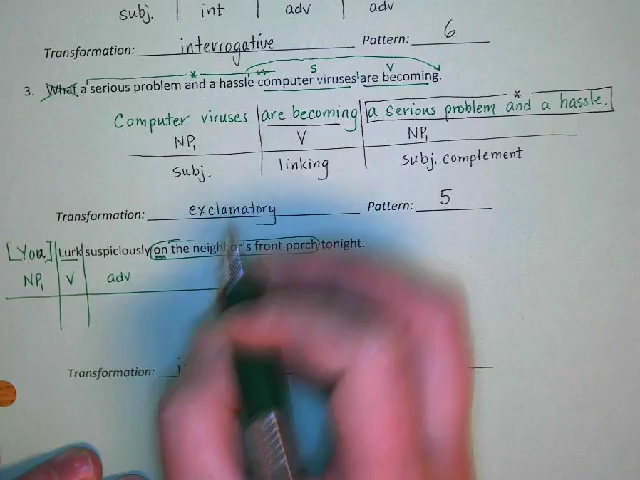 subj. int adv adv
Transformation: interrogative Pattern: 6
* ** S V
3. What a serious problem and a hassle computer viruses are becoming.
*
Computer viruses are becoming a serious problem and a hassle.
NP1 V NP1
subj. linking subj. complement
Transformation: exclamatory Pattern: 5
[You] Lurk suspiciously on the neighbor's front porch tonight.
NP1 V adv
Transformation: